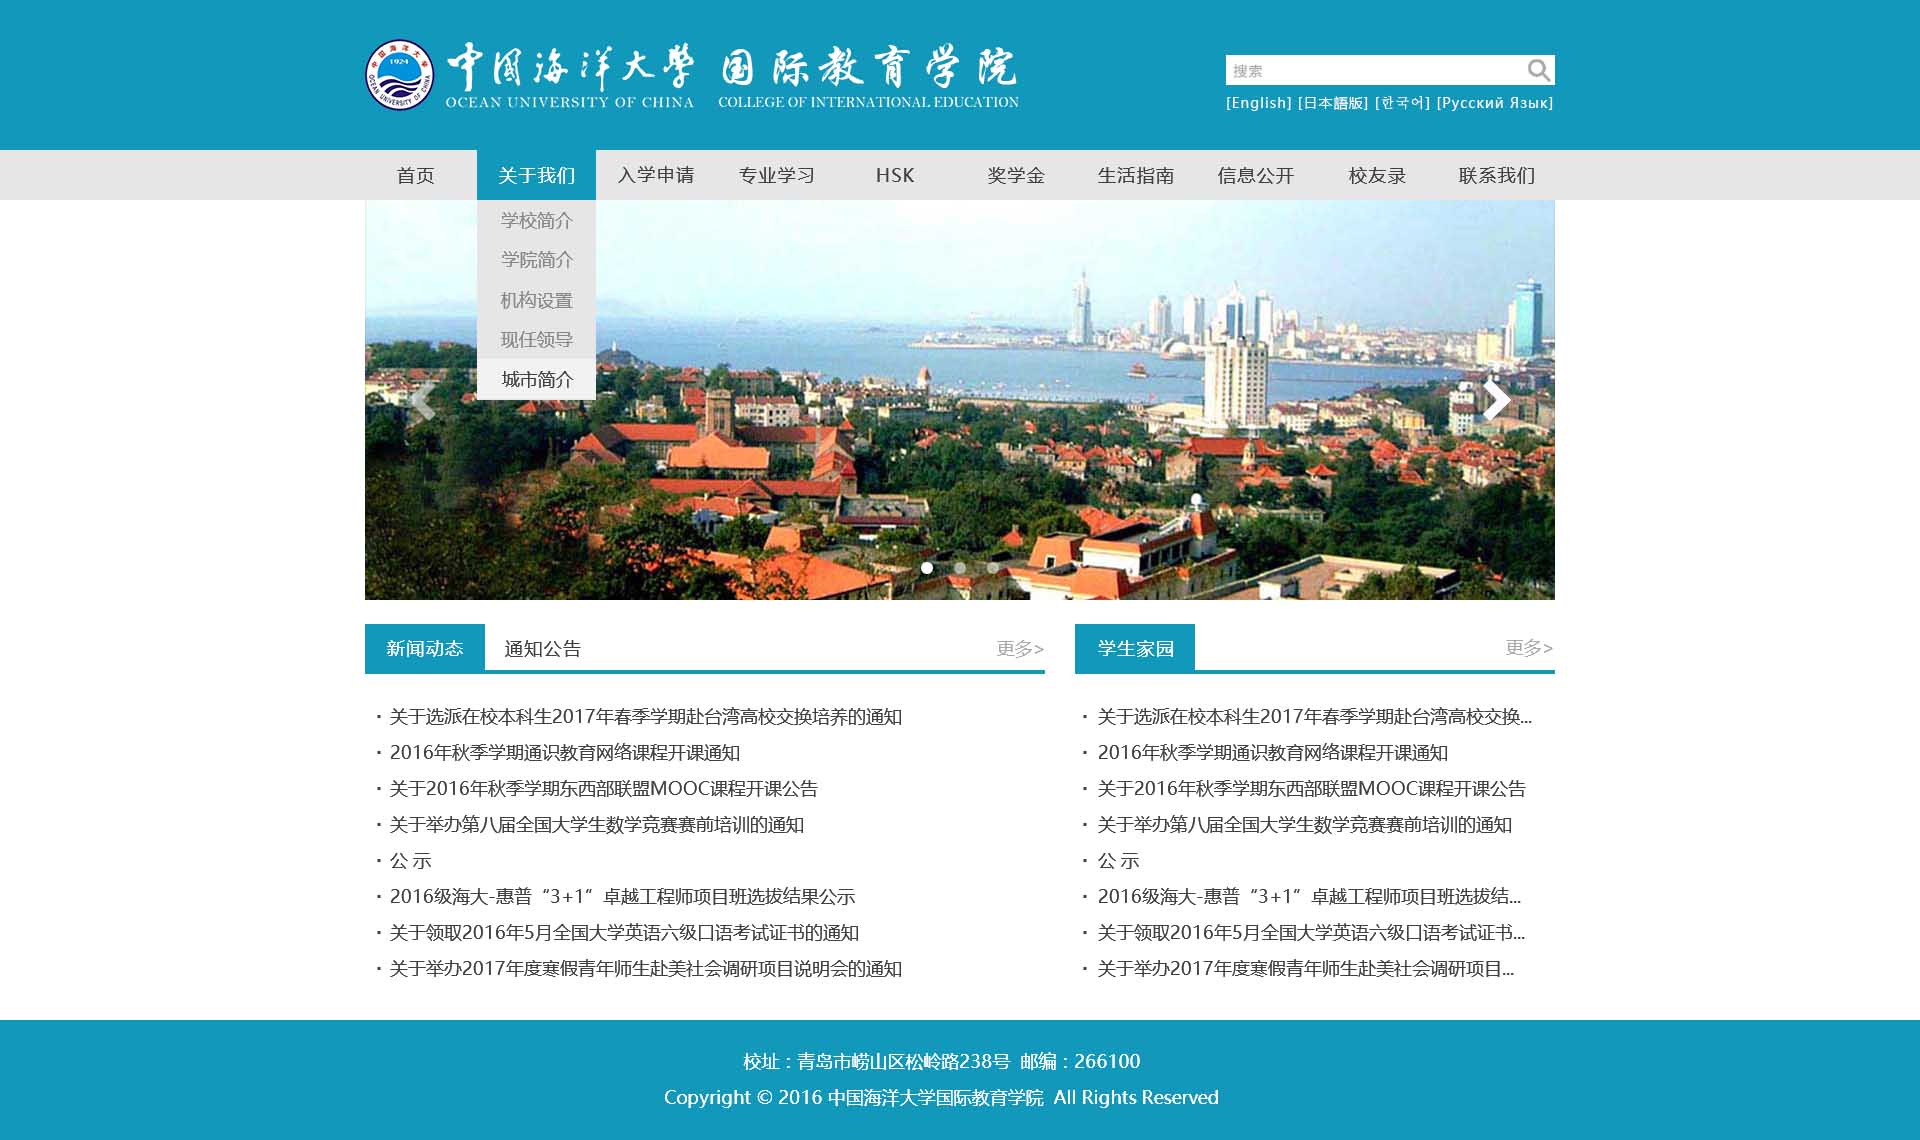 中国海洋大學 国际教育学院
OCEAN UNIVERSITY OF CHINA COLLEGE OF INTERNATIONAL EDUCATION
中国海洋大学
1924
OCEAN UNIVERSITY OF CHINA
搜索
[English] [日本語版] [한국어] [Русский Язык]
首页 关于我们 入学申请 专业学习 HSK 奖学金 生活指南 信息公开 校友录 联系我们
学校简介
学院简介
机构设置
现任领导
城市简介
新闻动态 通知公告 更多>
· 关于选派在校本科生2017年春季学期赴台湾高校交换培养的通知
· 2016年秋季学期通识教育网络课程开课通知
· 关于2016年秋季学期东西部联盟MOOC课程开课公告
· 关于举办第八届全国大学生数学竞赛赛前培训的通知
· 公 示
· 2016级海大-惠普“3+1”卓越工程师项目班选拔结果公示
· 关于领取2016年5月全国大学英语六级口语考试证书的通知
· 关于举办2017年度寒假青年师生赴美社会调研项目说明会的通知
学生家园 更多>
· 关于选派在校本科生2017年春季学期赴台湾高校交换...
· 2016年秋季学期通识教育网络课程开课通知
· 关于2016年秋季学期东西部联盟MOOC课程开课公告
· 关于举办第八届全国大学生数学竞赛赛前培训的通知
· 公 示
· 2016级海大-惠普“3+1”卓越工程师项目班选拔结...
· 关于领取2016年5月全国大学英语六级口语考试证书...
· 关于举办2017年度寒假青年师生赴美社会调研项目...
校址：青岛市崂山区松岭路238号 邮编：266100
Copyright © 2016 中国海洋大学国际教育学院 All Rights Reserved